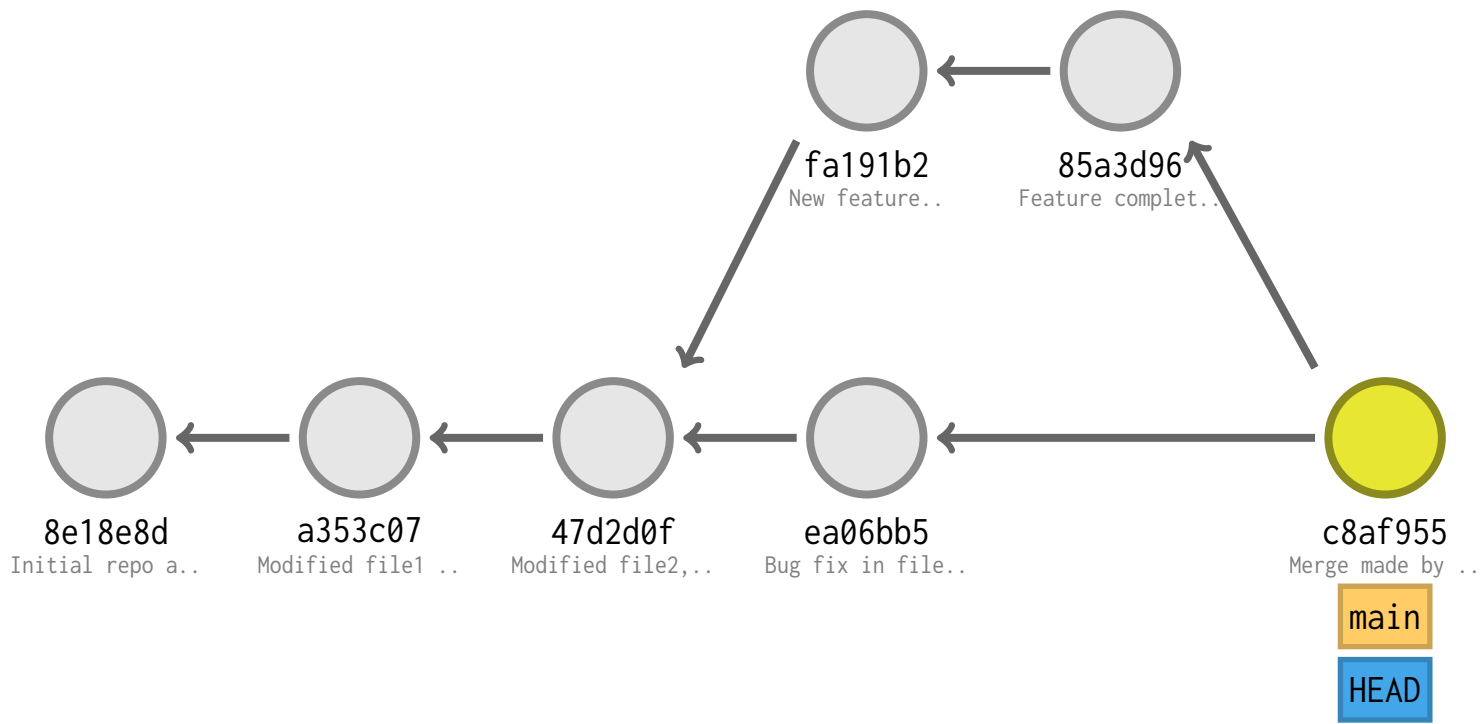 fa191b2
New feature..
85a3d96
Feature complet..
8e18e8d
Initial repo a..
a353c07
Modified file1 ..
47d2d0f
Modified file2,..
ea06bb5
Bug fix in file..
c8af955
Merge made by ..
main
HEAD